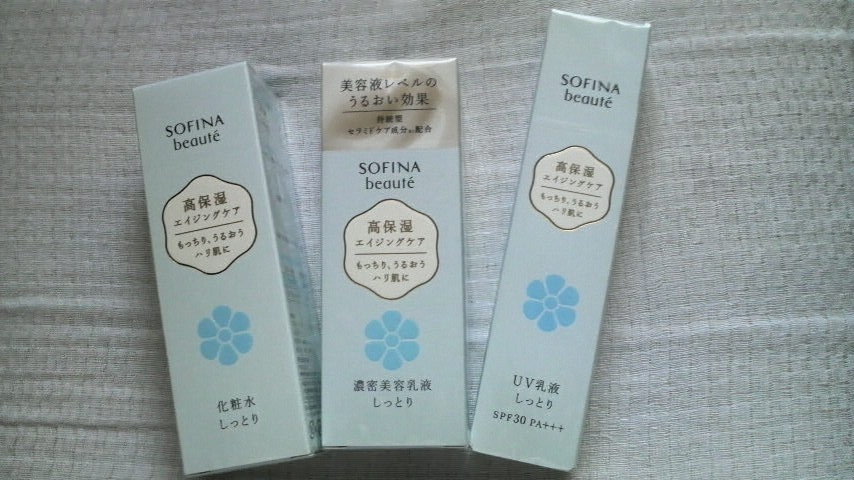 SOFINA
beauté
高保湿
エイジングケア
もっちり、うるおう
ハリ肌に
化粧水
しっとり
美容液レベルの
うるおい効果
持続型
セラミドケア成分*配合
SOFINA
beauté
高保湿
エイジングケア
もっちり、うるおう
ハリ肌に
濃密美容乳液
しっとり
SOFINA
beauté
高保湿
エイジングケア
もっちり、うるおう
ハリ肌に
UV乳液
しっとり
SPF30 PA+++